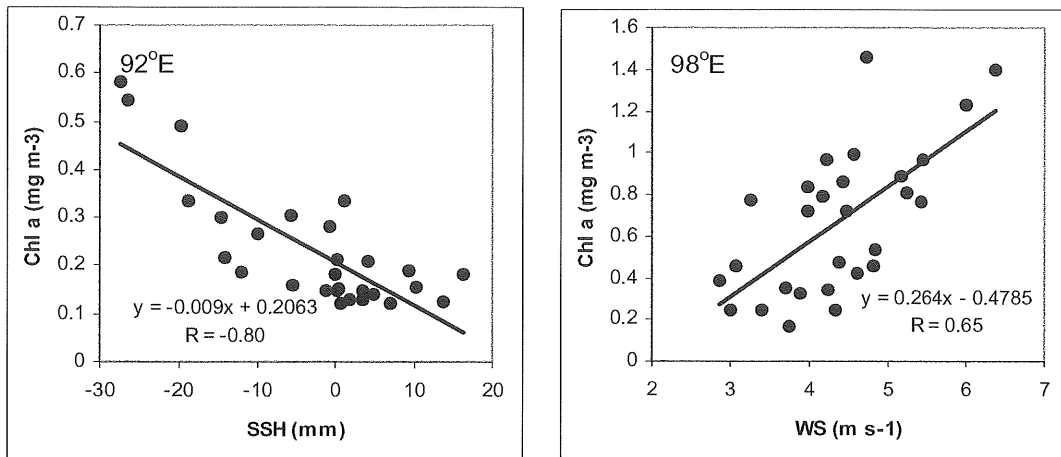 0.7
0.6
0.5
0.4
0.3
0.2
0.1
0
Chl a (mg m-3)
92°E
y = -0.009x + 0.2063
R = -0.80
-30 -20 -10 0 10 20
SSH (mm)
1.6
1.4
1.2
1
0.8
0.6
0.4
0.2
0
Chl a (mg m-3)
98°E
y = 0.264x - 0.4785
R = 0.65
2 3 4 5 6 7
WS (m s-1)